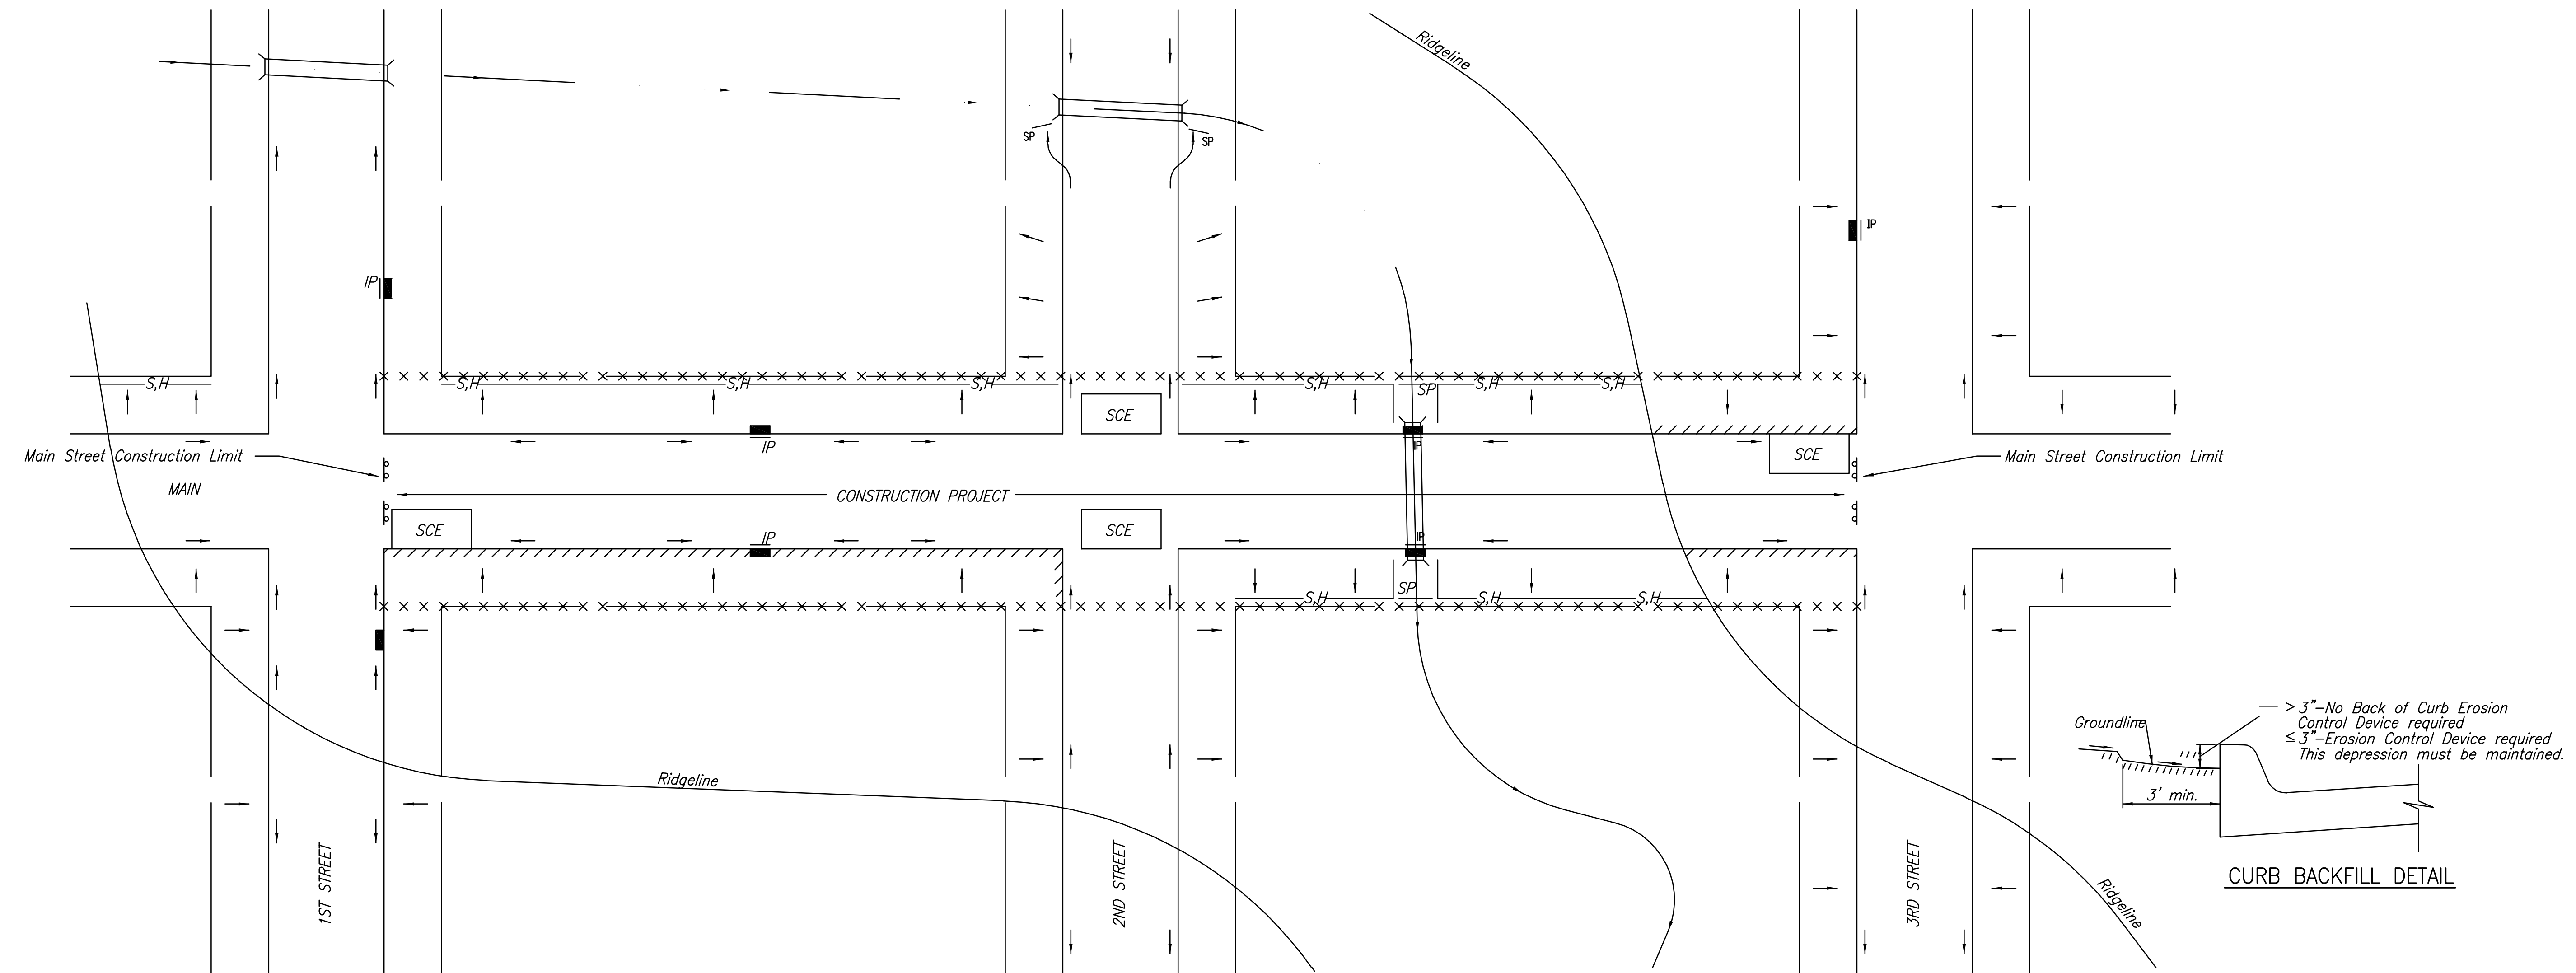 Ridgeline
SP
SP
IP
IP
S,H
S,H
S,H
S,H
S,H
SP
S,H
S,H
SCE
IP
IP
Main Street Construction Limit
SCE
Main Street Construction Limit
MAIN
CONSTRUCTION PROJECT
SCE
SCE
IP
IP
SP
S,H
S,H
S,H
Ridgeline
1ST STREET
2ND STREET
3RD STREET
Ridgeline
Groundline
> 3"-No Back of Curb Erosion
Control Device required
≤ 3"-Erosion Control Device required
This depression must be maintained.
3' min.
CURB BACKFILL DETAIL